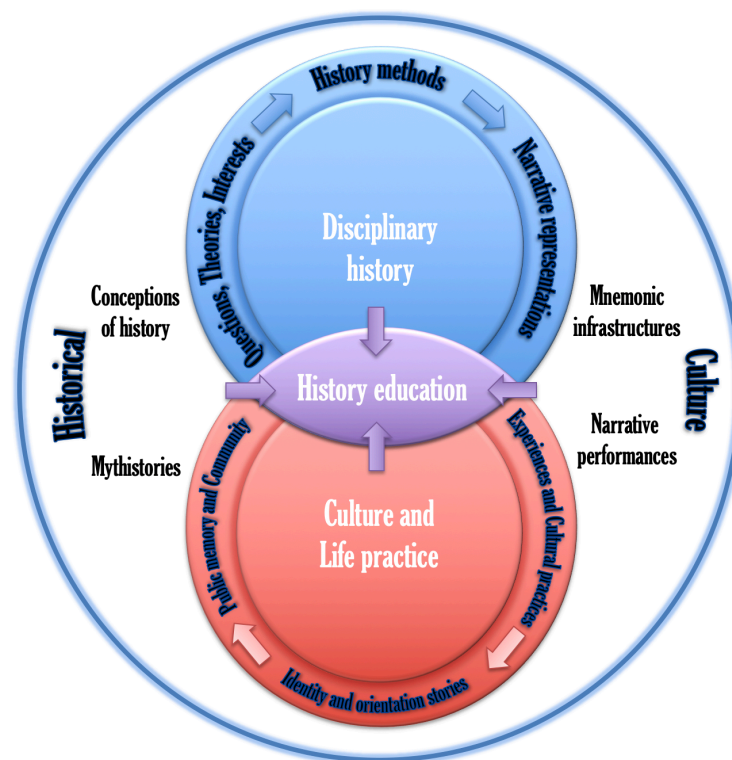 History methods
Questions, Theories, Interests
Narrative representations
Disciplinary
history
Conceptions
of history
Mnemonic
infrastructures
Historical
Culture
History education
Mythistories
Narrative
performances
Public memory and Community
Experiences and Cultural practices
Culture and
Life practice
Identity and orientation stories